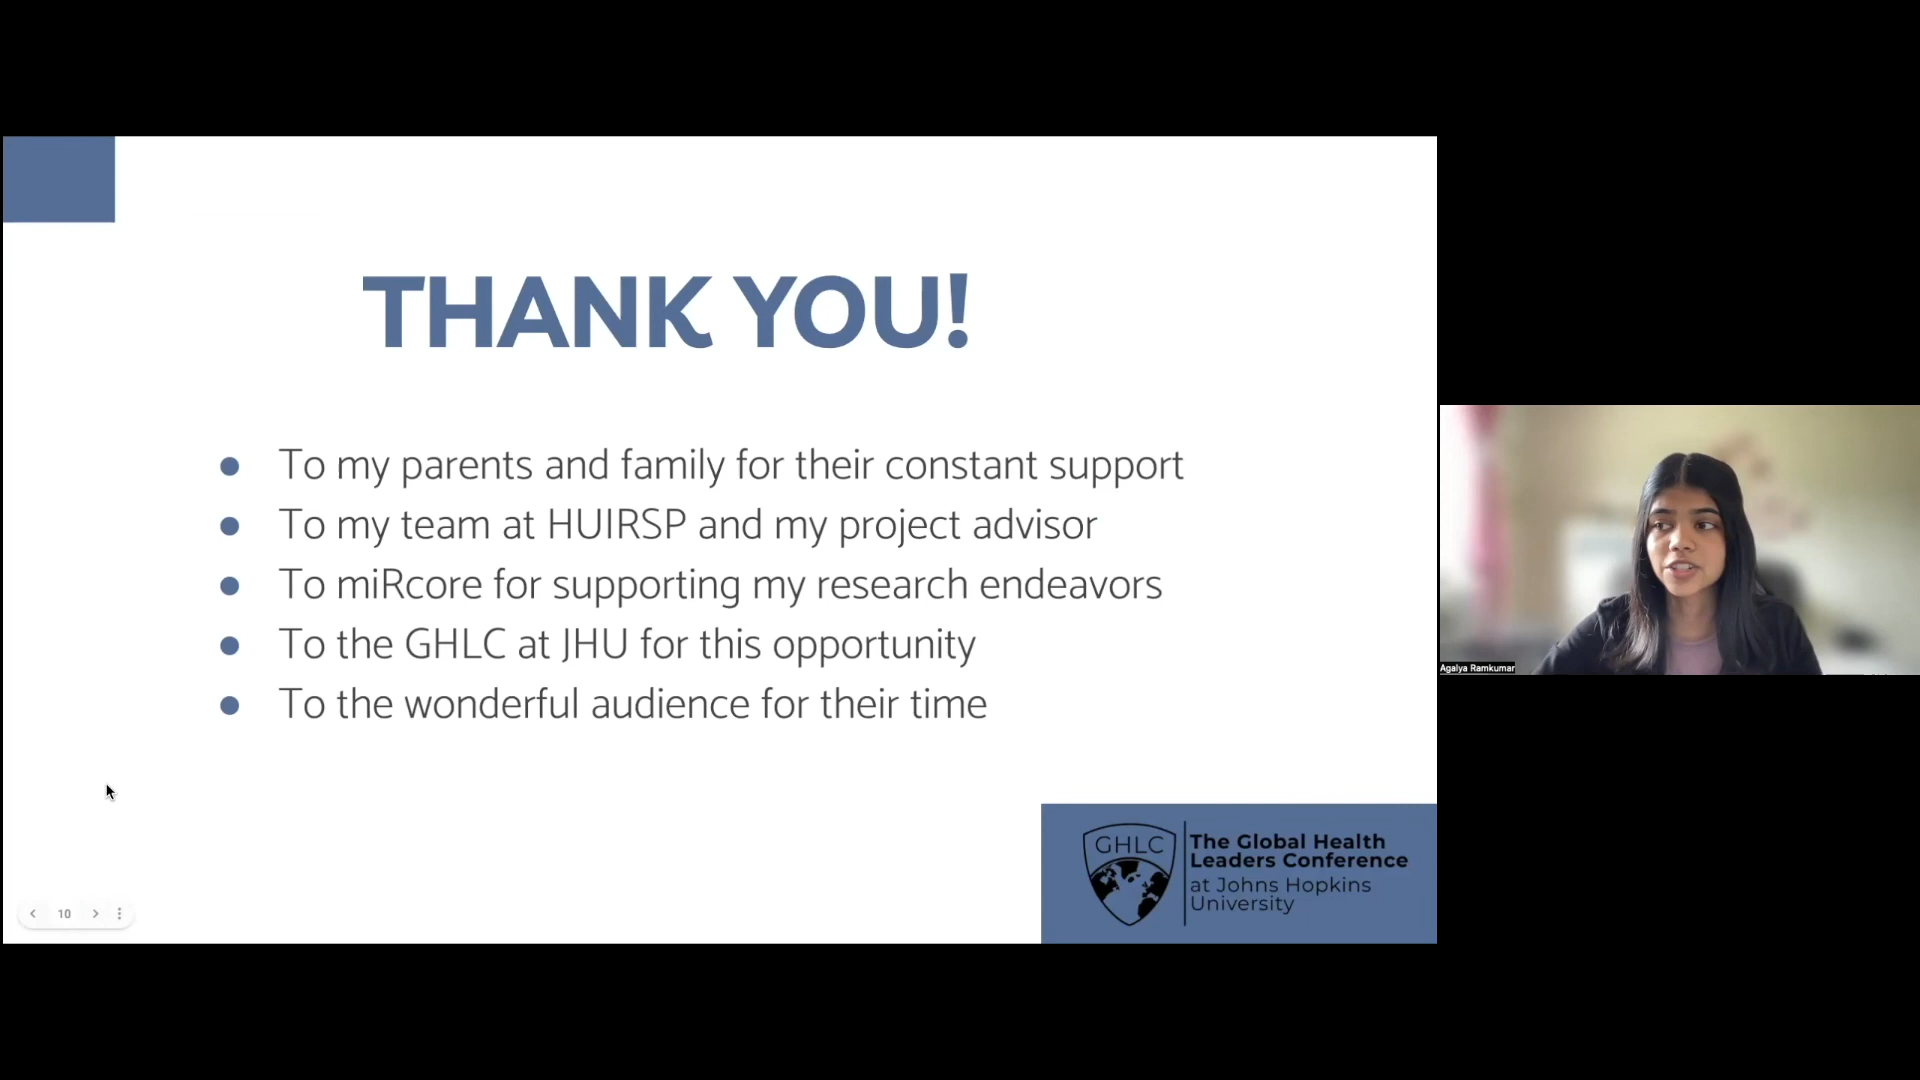 THANK YOU!
To my parents and family for their constant support
To my team at HUIRSP and my project advisor
To miRcore for supporting my research endeavors
To the GHLC at JHU for this opportunity
To the wonderful audience for their time
Agalya Ramkumar
GHLC
The Global Health
Leaders Conference
at Johns Hopkins
University
10